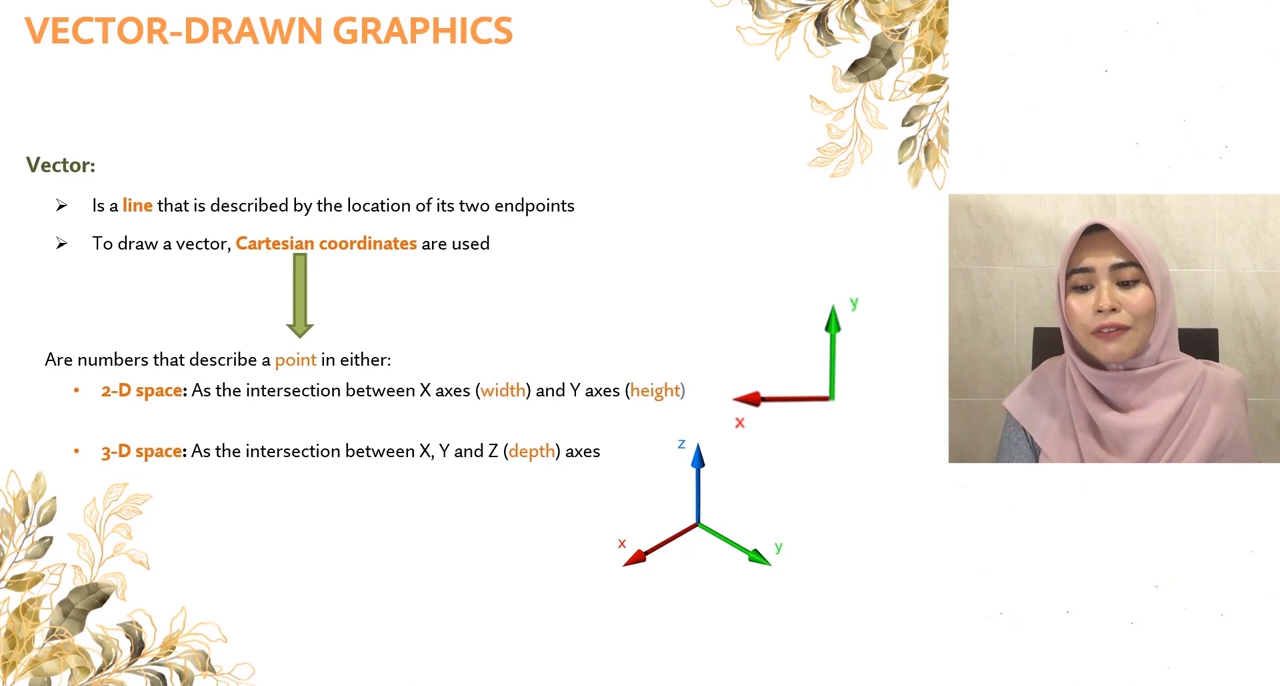 VECTOR-DRAWN GRAPHICS
Vector:
Is a line that is described by the location of its two endpoints
To draw a vector, Cartesian coordinates are used
Are numbers that describe a point in either:
2-D space: As the intersection between X axes (width) and Y axes (height)
3-D space: As the intersection between X, Y and Z (depth) axes
y
x
z
x
y